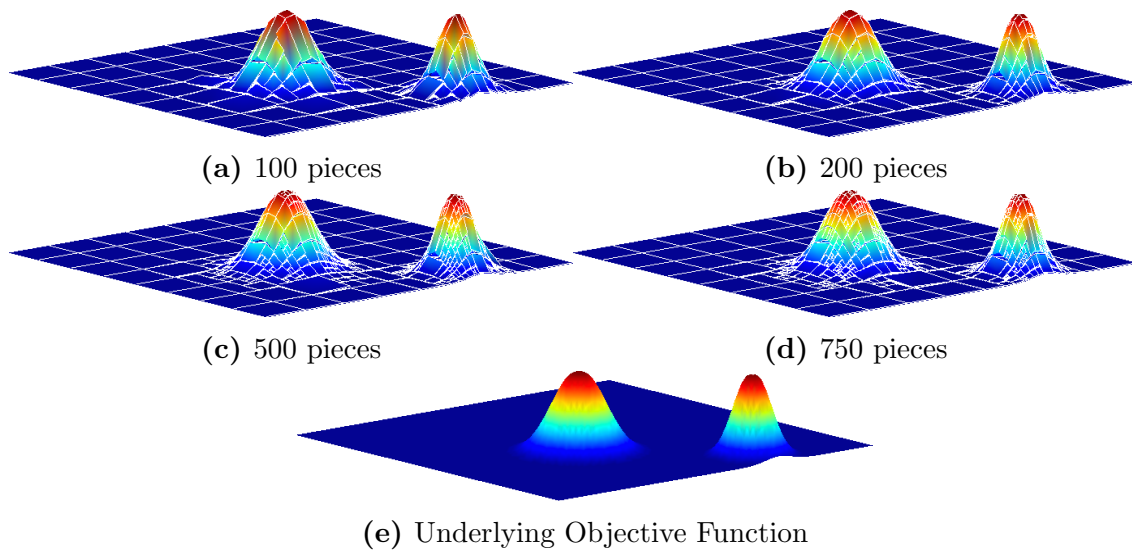 (a) 100 pieces
(b) 200 pieces
(c) 500 pieces
(d) 750 pieces
(e) Underlying Objective Function